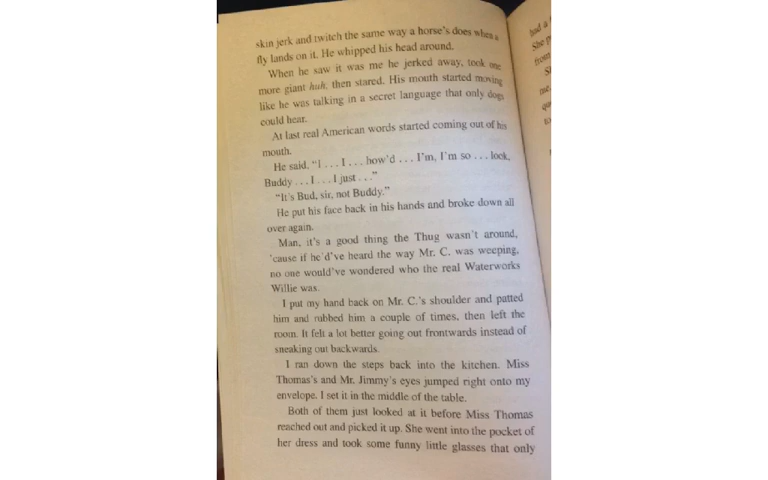 skin jerk and twitch the same way a horse's does when a
fly lands on it. He whipped his head around.
When he saw it was me he jerked away, took one
more giant huh, then stared. His mouth started moving
like he was talking in a secret language that only dogs
could hear.
At last real American words started coming out of his
mouth.
He said, "I . . . I . . . how'd . . . I'm, I'm so . . . look,
Buddy . . . I . . . I just . . ."
"It's Bud, sir, not Buddy."
He put his face back in his hands and broke down all
over again.
Man, it's a good thing the Thug wasn't around,
'cause if he'd've heard the way Mr. C. was weeping,
no one would've wondered who the real Waterworks
Willie was.
I put my hand back on Mr. C.'s shoulder and patted
him and rubbed him a couple of times, then left the
room. It felt a lot better going out frontwards instead of
sneaking out backwards.
I ran down the steps back into the kitchen. Miss
Thomas's and Mr. Jimmy's eyes jumped right onto my
envelope. I set it in the middle of the table.
Both of them just looked at it before Miss Thomas
reached out and picked it up. She went into the pocket of
her dress and took some funny little glasses that only
had a
She
from
me.